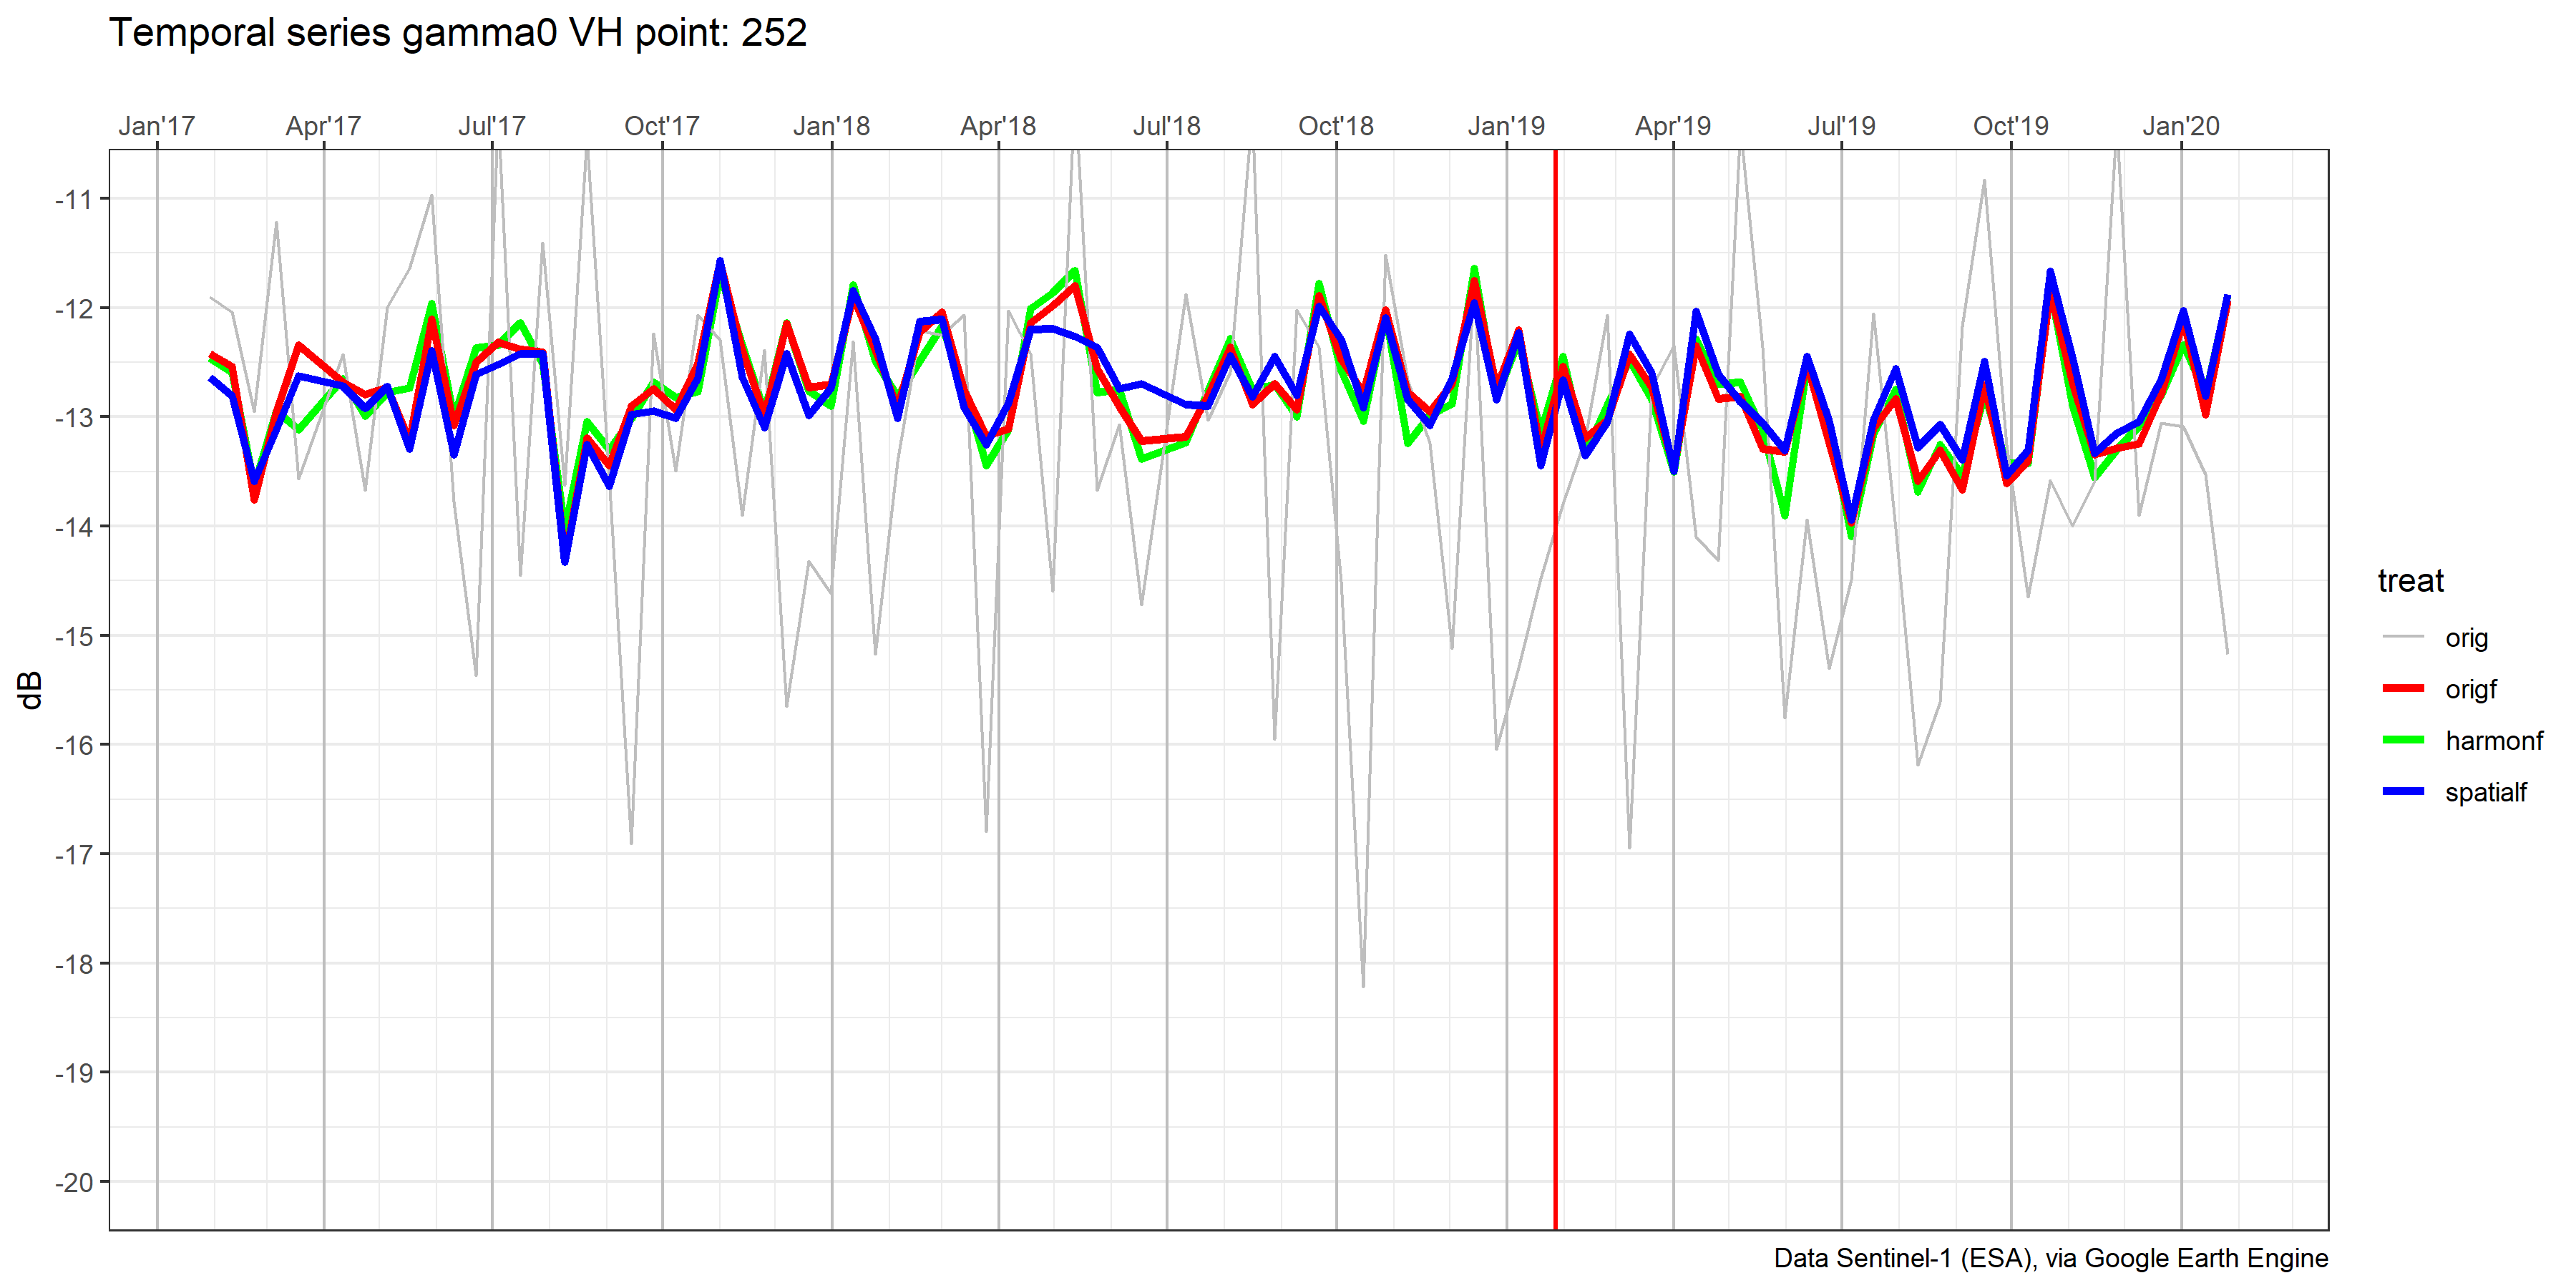 Temporal series gamma0 VH point: 252
Jan'17 Apr'17 Jul'17 Oct'17 Jan'18 Apr'18 Jul'18 Oct'18 Jan'19 Apr'19 Jul'19 Oct'19 Jan'20
-11
-12
-13
-14
-15
-16
-17
-18
-19
-20
dB
treat
orig
origf
harmonf
spatialf
Data Sentinel-1 (ESA), via Google Earth Engine